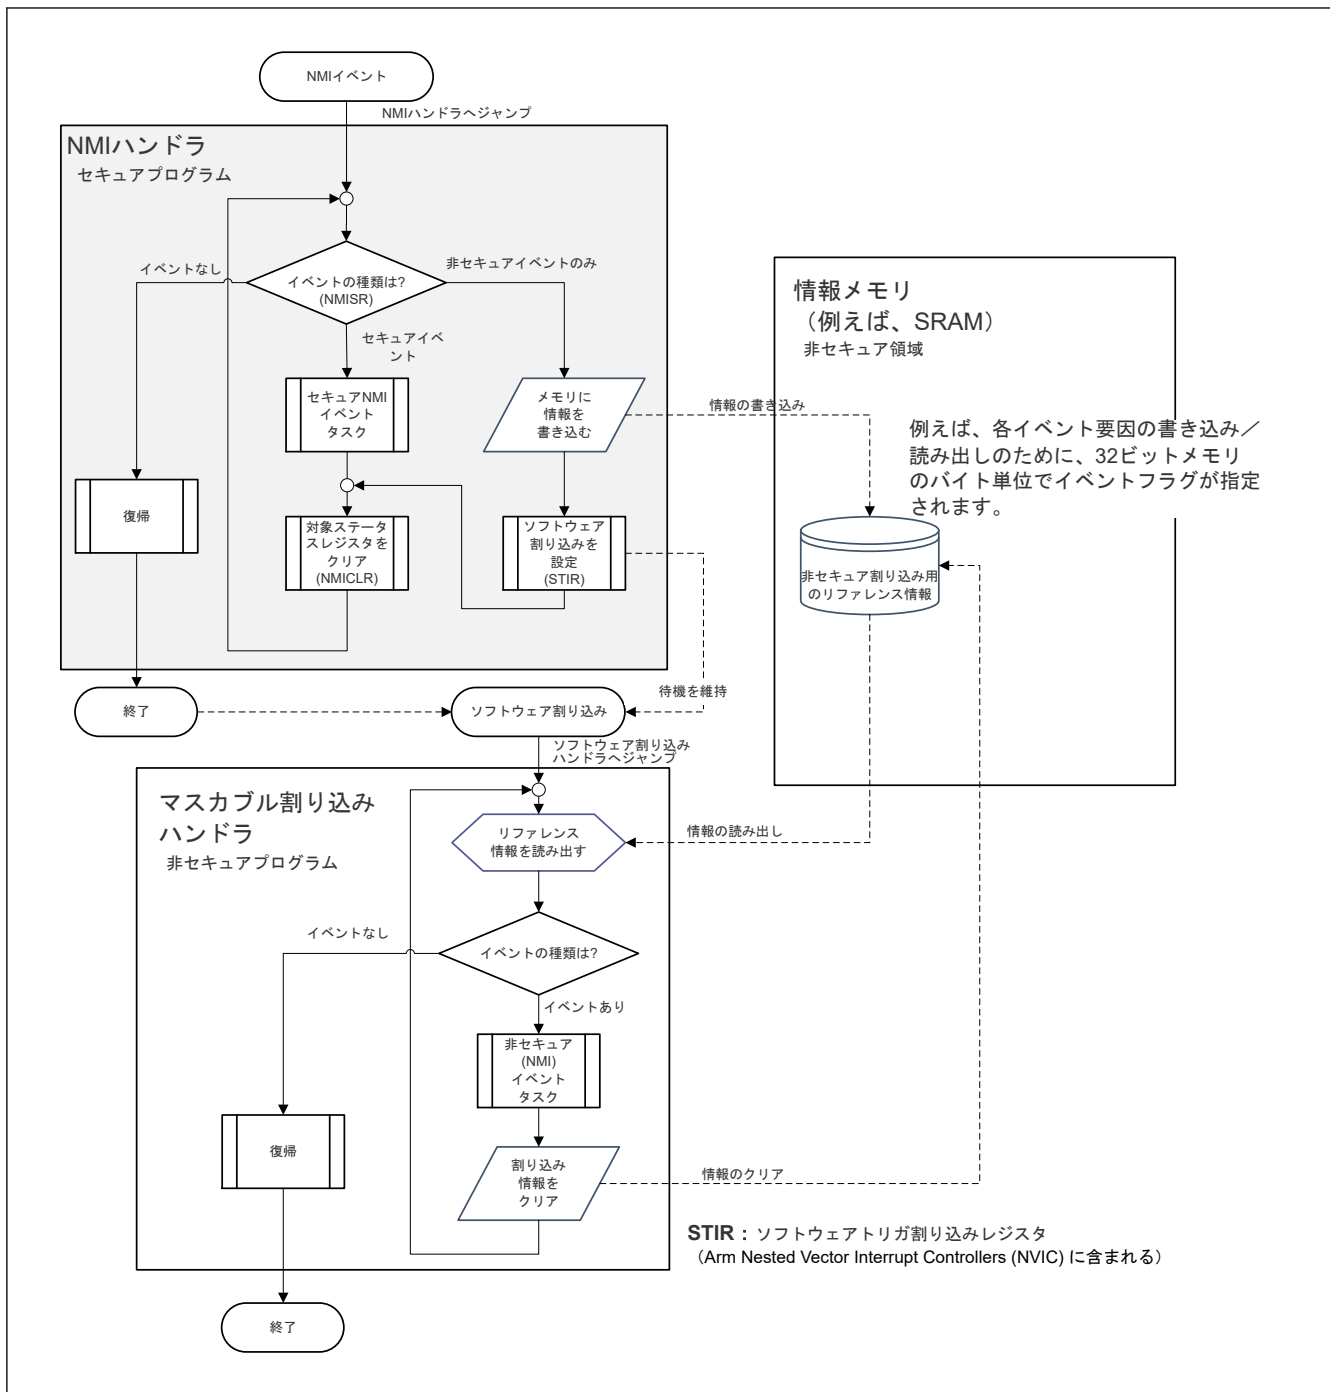 NMIイベント
NMIハンドラへジャンプ
NMIハンドラ
セキュアプログラム
イベントなし
イベントの種類は?
(NMISR)
非セキュアイベントのみ
セキュアイベ
ント
セキュアNMI
イベント
タスク
メモリに
情報を
書き込む
情報の書き込み
復帰
対象ステータ
スレジスタを
クリア
(NMICLR)
ソフトウェア
割り込みを
設定
(STIR)
情報メモリ
（例えば、SRAM）
非セキュア領域
例えば、各イベント要因の書き込み／
読み出しのために、32ビットメモリ
のバイト単位でイベントフラグが指定
されます。
非セキュア割り込み用
のリファレンス情報
待機を維持
終了
ソフトウェア割り込み
ソフトウェア割り込み
ハンドラへジャンプ
マスカブル割り込み
ハンドラ
非セキュアプログラム
リファレンス
情報を読み出す
情報の読み出し
イベントなし
イベントの種類は?
イベントあり
非セキュア
(NMI)
イベント
タスク
復帰
割り込み
情報を
クリア
情報のクリア
STIR : ソフトウェアトリガ割り込みレジスタ
（Arm Nested Vector Interrupt Controllers (NVIC) に含まれる）
終了